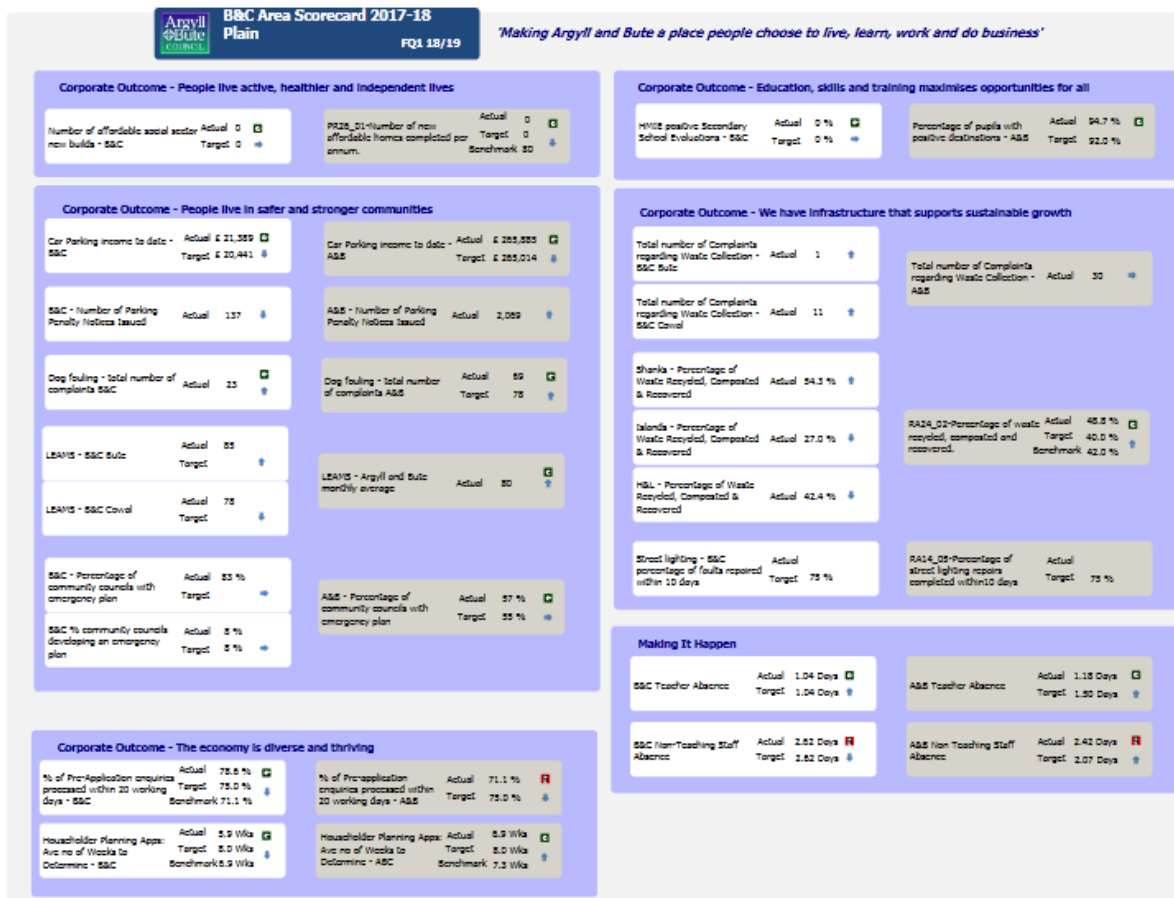 Argyll
&Bute
COUNCIL
B&C Area Scorecard 2017-18
Plain
FQ1 18/19
'Making Argyll and Bute a place people choose to live, learn, work and do business'
Corporate Outcome - People live active, healthier and independent lives
Number of affordable social sector
new builds - B&C
Actual 0 G
Target 0
PR26_01-Number of new
affordable homes completed per
annum.
Actual 0 G
Target 0
Benchmark 80
Corporate Outcome - People live in safer and stronger communities
Car Parking income to date -
B&C
Actual £ 21,389 G
Target £ 20,441
Car Parking income to date -
A&B
Actual G
Target £ 265,014
B&C - Number of Parking
Penalty Notices Issued
Actual 137
A&B - Number of Parking
Penalty Notices Issued
Actual 2,069
Dog fouling - total number of
complaints B&C
Actual 23 G
Dog fouling - total number
of complaints A&B
Actual 69 G
Target 78
LEAMS - B&C Bute
Actual 85
Target
LEAMS - B&C Cowal
Actual 78
Target
LEAMS - Argyll and Bute
monthly average
Actual 80 G
B&C - Percentage of
community councils with
emergency plan
Actual 83 %
Target
B&C % community councils
developing an emergency
plan
Actual 8 %
Target 8 %
A&B - Percentage of
community councils with
emergency plan
Actual 57 % G
Target 55 %
Corporate Outcome - The economy is diverse and thriving
% of Pre-Application enquiries
processed within 20 working
days - B&C
Actual 78.6 % G
Target 75.0 %
Benchmark 71.1 %
% of Pre-application
enquiries processed within
20 working days - A&B
Actual 71.1 % R
Target 75.0 %
Householder Planning Apps:
Ave no of Weeks to
Determine - B&C
Actual 5.9 Wks G
Target 8.0 Wks
Benchmark 6.9 Wks
Householder Planning Apps:
Ave no of Weeks to
Determine - ABC
Actual 6.9 Wks G
Target 8.0 Wks
Benchmark 7.3 Wks
Corporate Outcome - Education, skills and training maximises opportunities for all
HMIE positive Secondary
School Evaluations - B&C
Actual 0 % G
Target 0 %
Percentage of pupils with
positive destinations - A&B
Actual 94.7 % G
Target 92.0 %
Corporate Outcome - We have infrastructure that supports sustainable growth
Total number of Complaints
regarding Waste Collection -
B&C Bute
Actual 1
Total number of Complaints
regarding Waste Collection -
B&C Cowal
Actual 11
Total number of Complaints
regarding Waste Collection -
A&B
Actual 30
Shanks - Percentage of
Waste Recycled, Composted
& Recovered
Actual 54.3 %
Islands - Percentage of
Waste Recycled, Composted
& Recovered
Actual 27.0 %
H&L - Percentage of Waste
Recycled, Composted &
Recovered
Actual 42.4 %
RA24_02-Percentage of waste
recycled, composted and
recovered.
Actual 48.8 % G
Target 40.0 %
Benchmark 42.0 %
Street lighting - B&C
percentage of faults repaired
within 10 days
Actual
Target 75 %
RA14_05-Percentage of
street lighting repairs
completed within10 days
Actual
Target 75 %
Making It Happen
B&C Teacher Absence
Actual 1.04 Days G
Target 1.04 Days
A&B Teacher Absence
Actual 1.18 Days G
Target 1.50 Days
B&C Non-Teaching Staff
Absence
Actual 2.62 Days R
Target 2.62 Days
A&B Non Teaching Staff
Absence
Actual 2.42 Days R
Target 2.07 Days